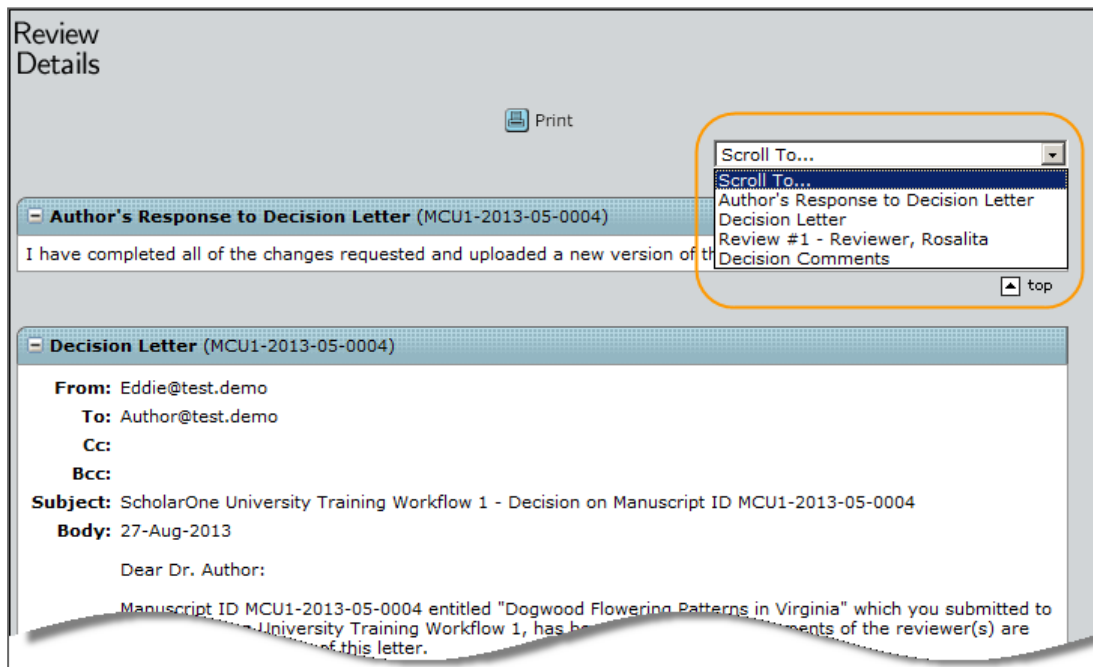 Review
Details
Print
Scroll To...
Scroll To...
Author's Response to Decision Letter
Decision Letter
Review #1 - Reviewer, Rosalita
Decision Comments
Author's Response to Decision Letter (MCU1-2013-05-0004)
I have completed all of the changes requested and uploaded a new version of
top
Decision Letter (MCU1-2013-05-0004)
From: Eddie@test.demo
To: Author@test.demo
Cc:
Bcc:
Subject: ScholarOne University Training Workflow 1 - Decision on Manuscript ID MCU1-2013-05-0004
Body: 27-Aug-2013
Dear Dr. Author:
Manuscript ID MCU1-2013-05-0004 entitled "Dogwood Flowering Patterns in Virginia" which you submitted to
University Training Workflow 1, has of the reviewer(s) are
of this letter.